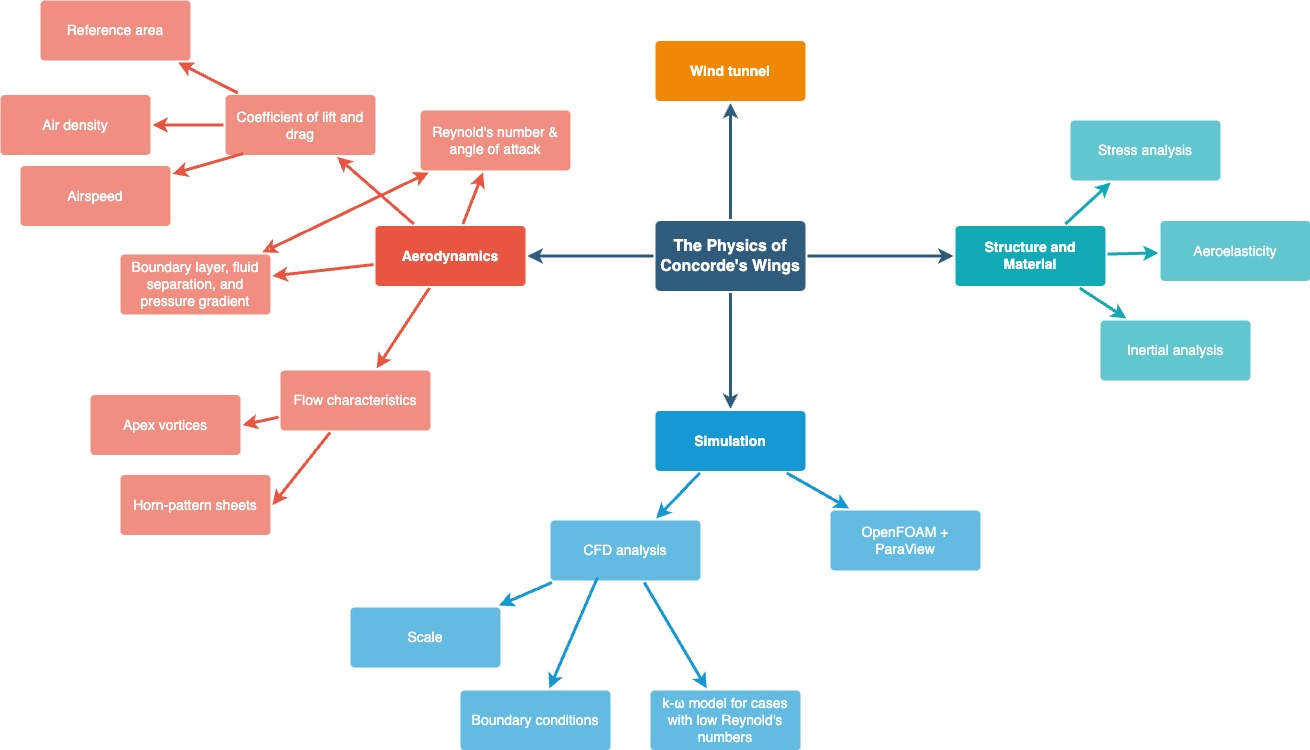 Reference area
Wind tunnel
Air density
Coefficient of lift and
drag
Reynold's number &
angle of attack
Stress analysis
Airspeed
Aerodynamics
The Physics of
Concorde's Wings
Structure and
Material
Aeroelasticity
Boundary layer, fluid
separation, and
pressure gradient
Inertial analysis
Flow characteristics
Apex vortices
Simulation
Horn-pattern sheets
CFD analysis
OpenFOAM +
ParaView
Scale
Boundary conditions
k-ω model for cases
with low Reynold's
numbers